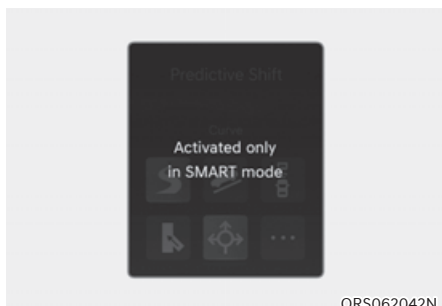 Predictive Shift
Curve
Activated only
in SMART mode
ORS062042N